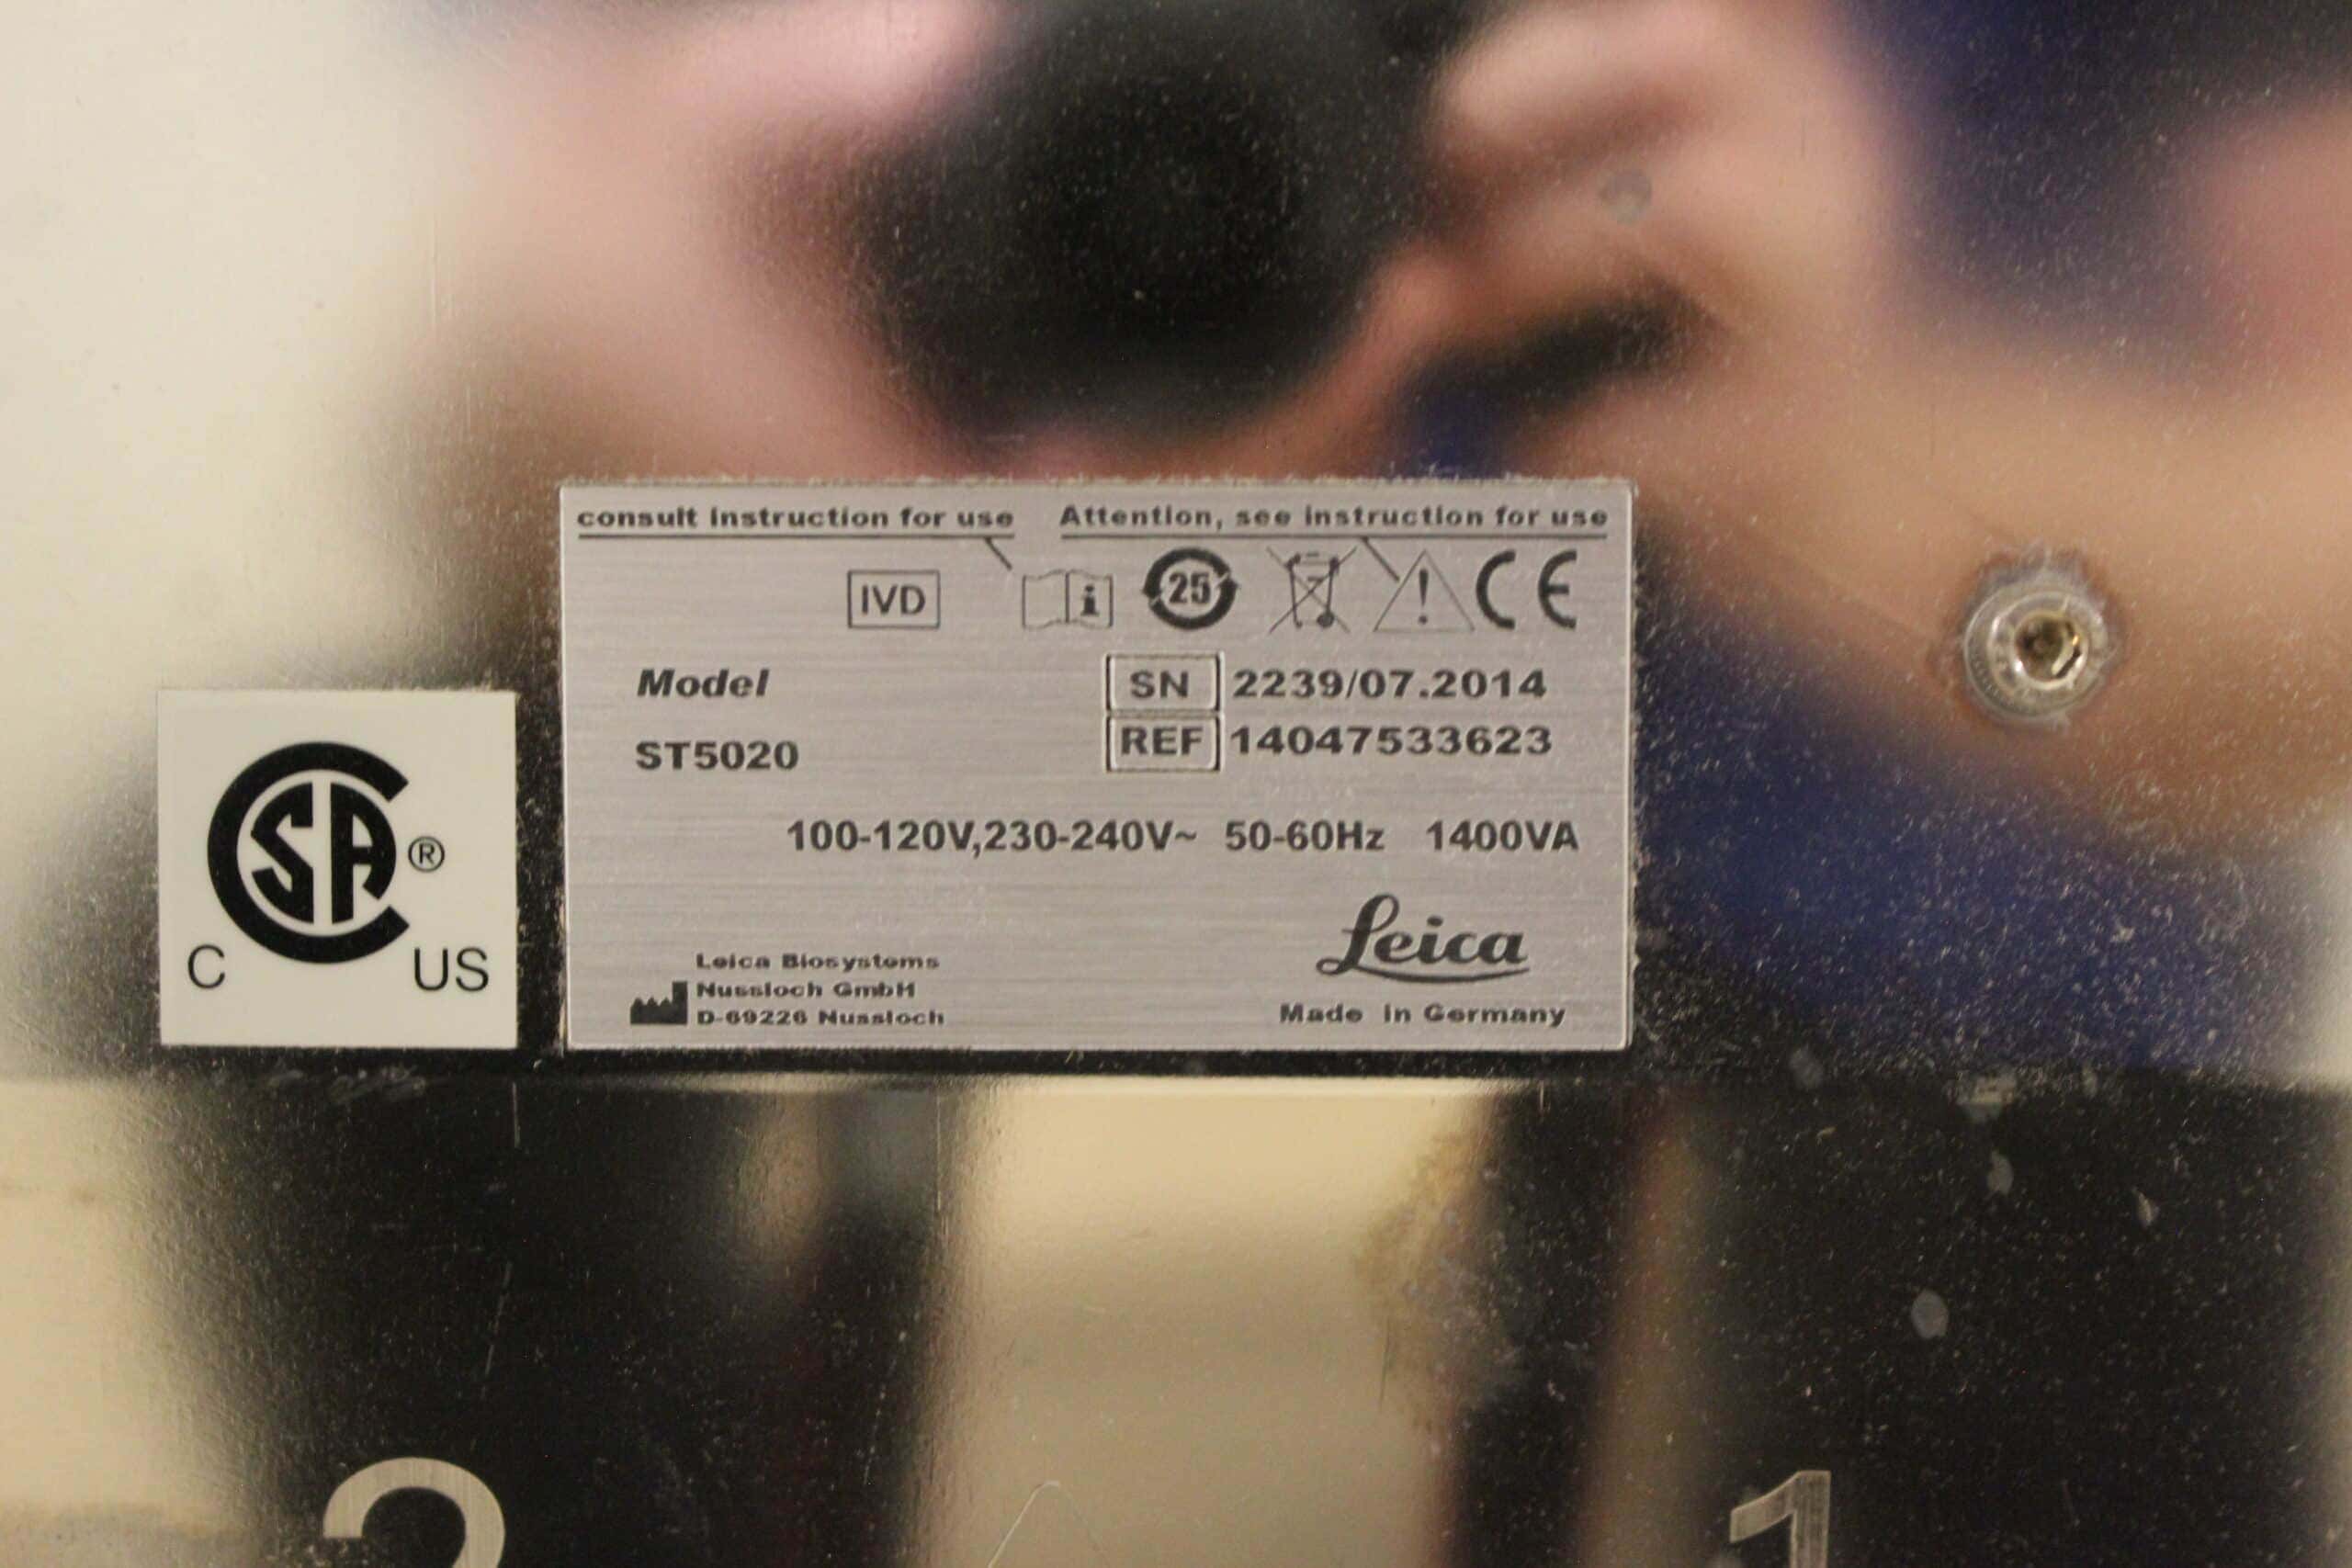 consult instruction for use Attention, see instruction for use
IVD i 25 ! CE
Model SN 2239/07.2014
ST5020 REF 14047533623
100-120V,230-240V~ 50-60Hz 1400VA
Leica
Leica Biosystems
Nussloch GmbH
D-69226 Nussloch
Made in Germany
CSA ®
C US
2 1